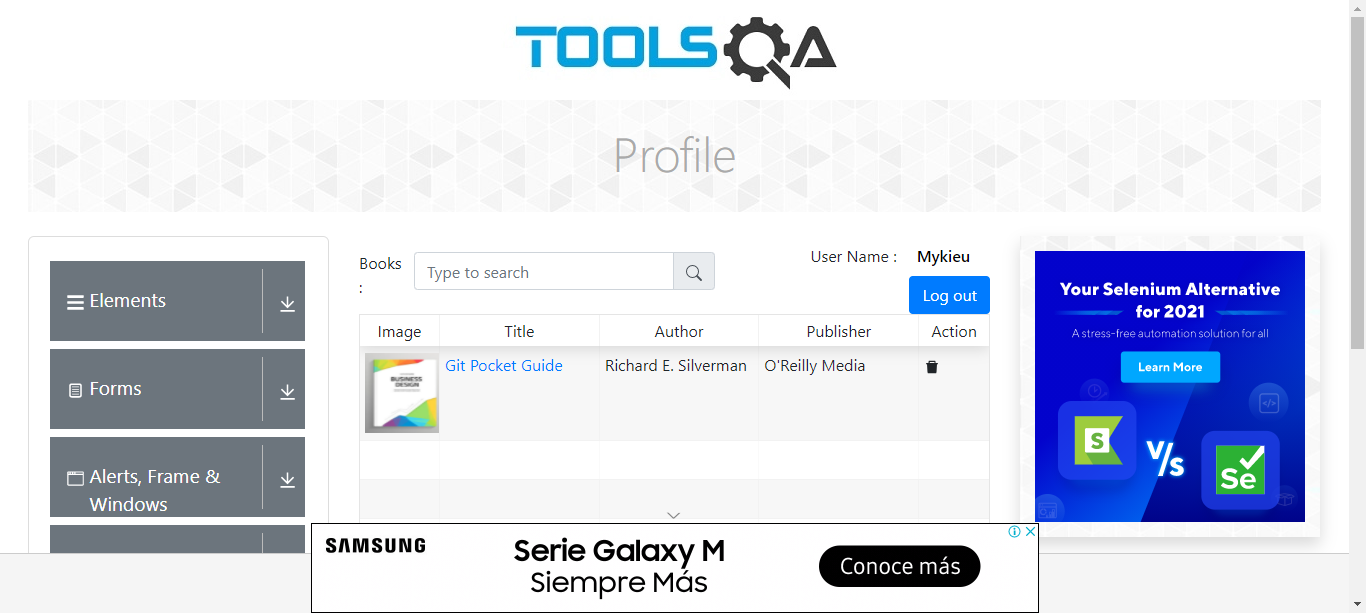 TOOLSQA
Profile
Elements
Forms
Alerts, Frame &
Windows
Books
:
Type to search
User Name :
Mykieu
Log out
Image
Title
Author
Publisher
Action
BUSINESS
DESIGN
Git Pocket Guide
Richard E. Silverman
O'Reilly Media
Your Selenium Alternative
for 2021
A stress-free automation solution for all
Learn More
S
V/s
Se
SAMSUNG
Serie Galaxy M
Siempre Más
Conoce más